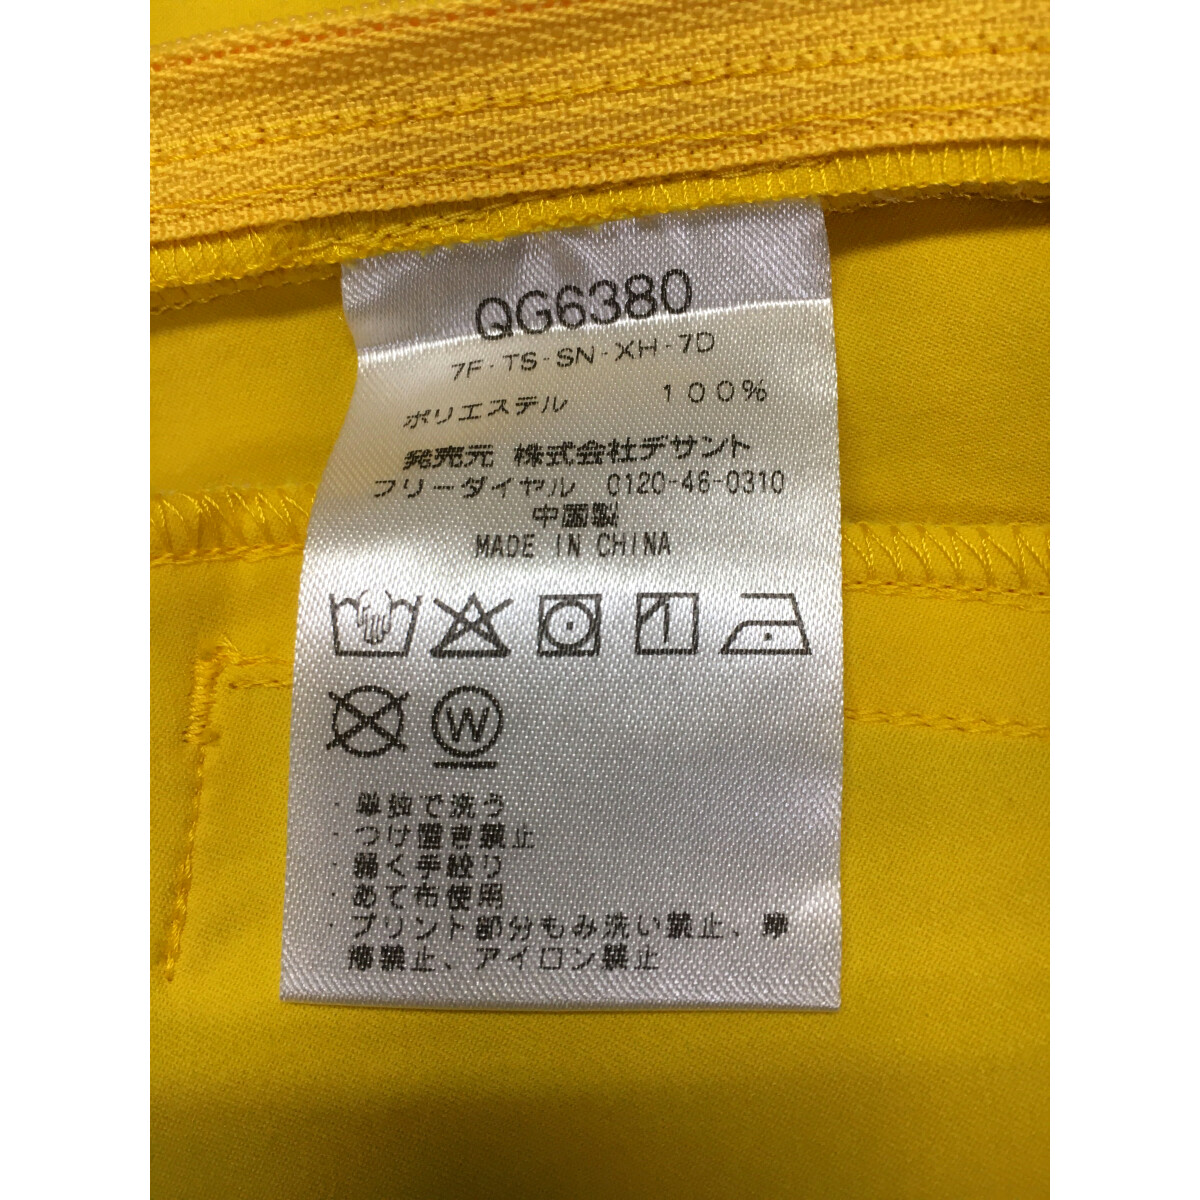 QG6380
7F-TS-SN-XH-7D
ポリエステル 100%
発売元 株式会社デサント
フリーダイヤル 0120-46-0310
中国製
MADE IN CHINA
W
・単独で洗う
・つけ置き禁止
・弱く手絞り
・あて布使用
・プリント部分もみ洗い禁止、摩
擦禁止、アイロン禁止